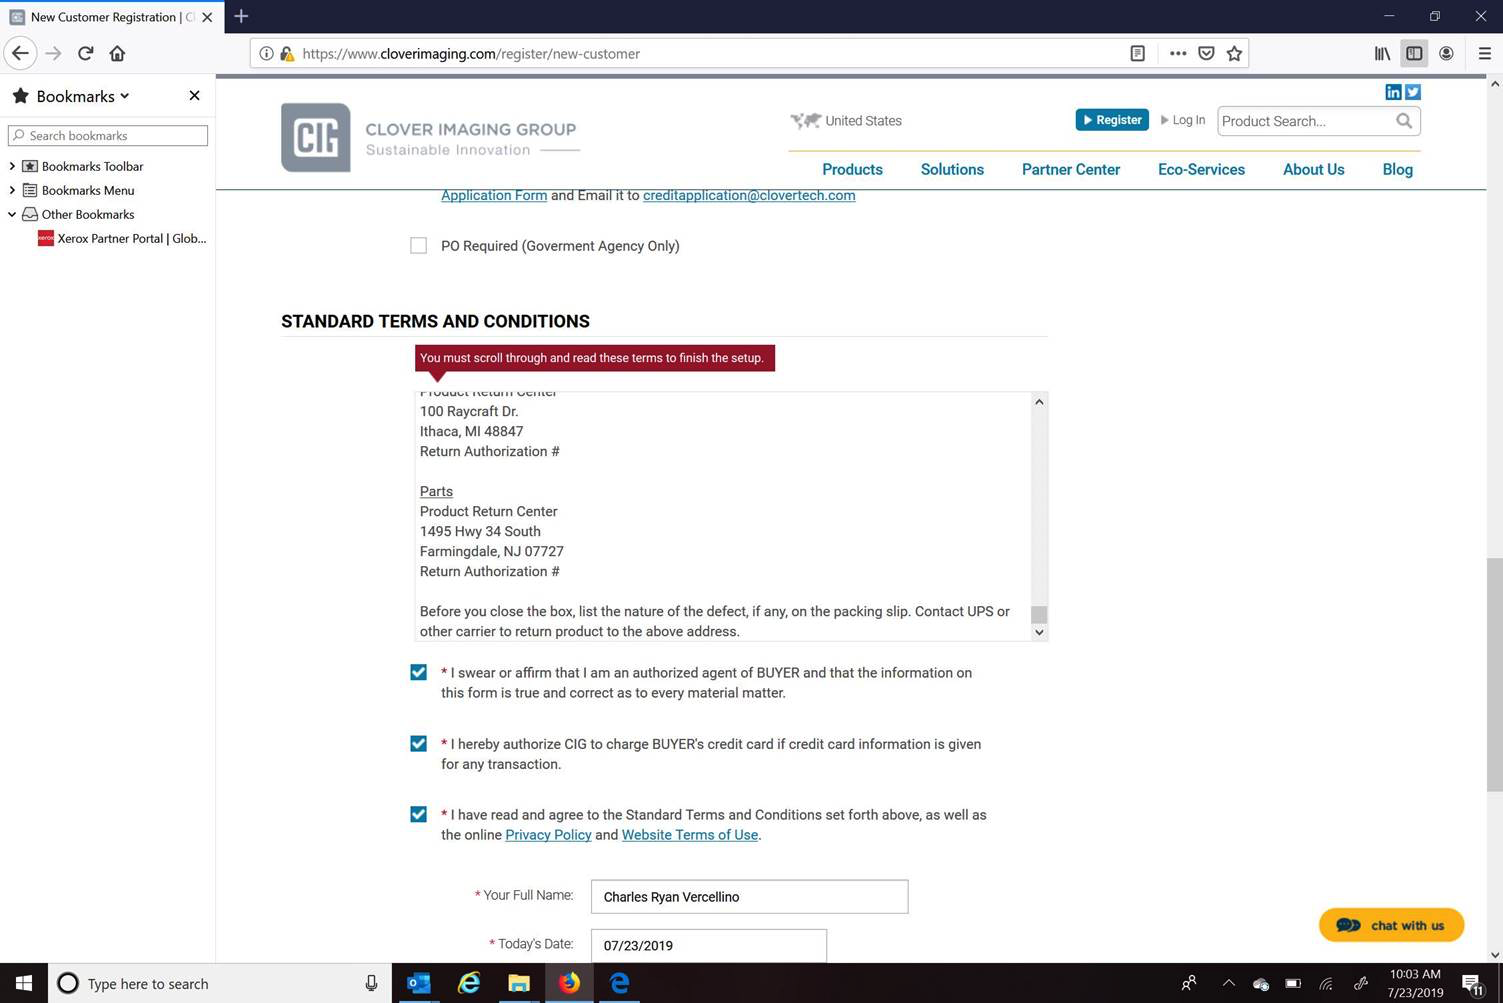 New Customer Registration | Cl
https://www.cloverimaging.com/register/new-customer
Bookmarks
Search bookmarks
Bookmarks Toolbar
Bookmarks Menu
Other Bookmarks
xerox Xerox Partner Portal | Glob...
CIG
CLOVER IMAGING GROUP
Sustainable Innovation
United States
Register
Log In
Product Search...
in
Products
Solutions
Partner Center
Eco-Services
About Us
Blog
Application Form and Email it to creditapplication@clovertech.com
PO Required (Goverment Agency Only)
STANDARD TERMS AND CONDITIONS
You must scroll through and read these terms to finish the setup.
Product Return Center
100 Raycraft Dr.
Ithaca, MI 48847
Return Authorization #
Parts
Product Return Center
1495 Hwy 34 South
Farmingdale, NJ 07727
Return Authorization #
Before you close the box, list the nature of the defect, if any, on the packing slip. Contact UPS or
other carrier to return product to the above address.
* I swear or affirm that I am an authorized agent of BUYER and that the information on
this form is true and correct as to every material matter.
* I hereby authorize CIG to charge BUYER's credit card if credit card information is given
for any transaction.
* I have read and agree to the Standard Terms and Conditions set forth above, as well as
the online Privacy Policy and Website Terms of Use.
* Your Full Name: Charles Ryan Vercellino
* Today's Date: 07/23/2019
chat with us
Type here to search
10:03 AM
7/23/2019
11